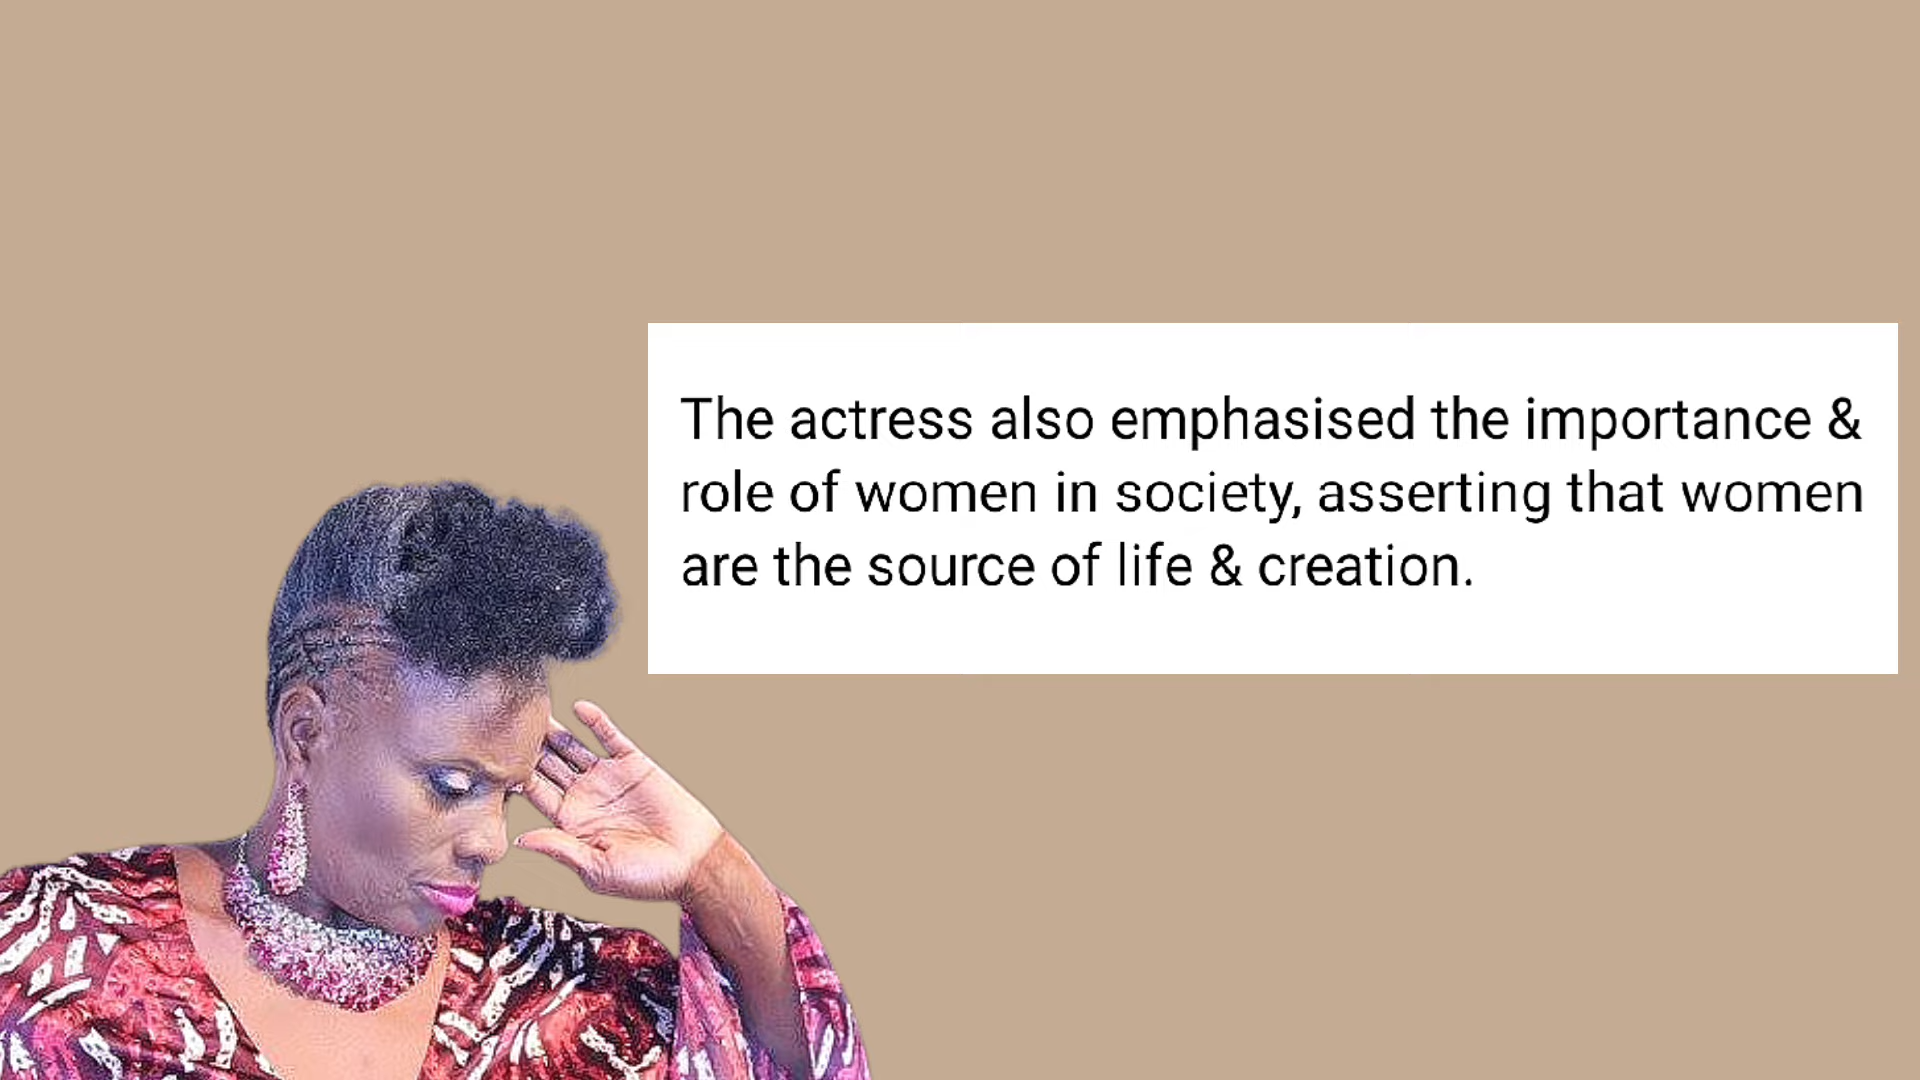 The actress also emphasised the importance &
role of women in society, asserting that women
are the source of life & creation.